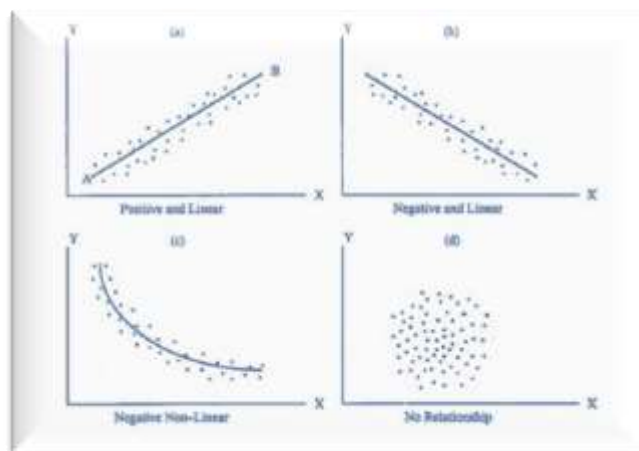 Y (a)
B
A
X
Positive and Linear
Y (b)
X
Negative and Linear
Y (c)
X
Negative Non-Linear
Y (d)
X
No Relationship